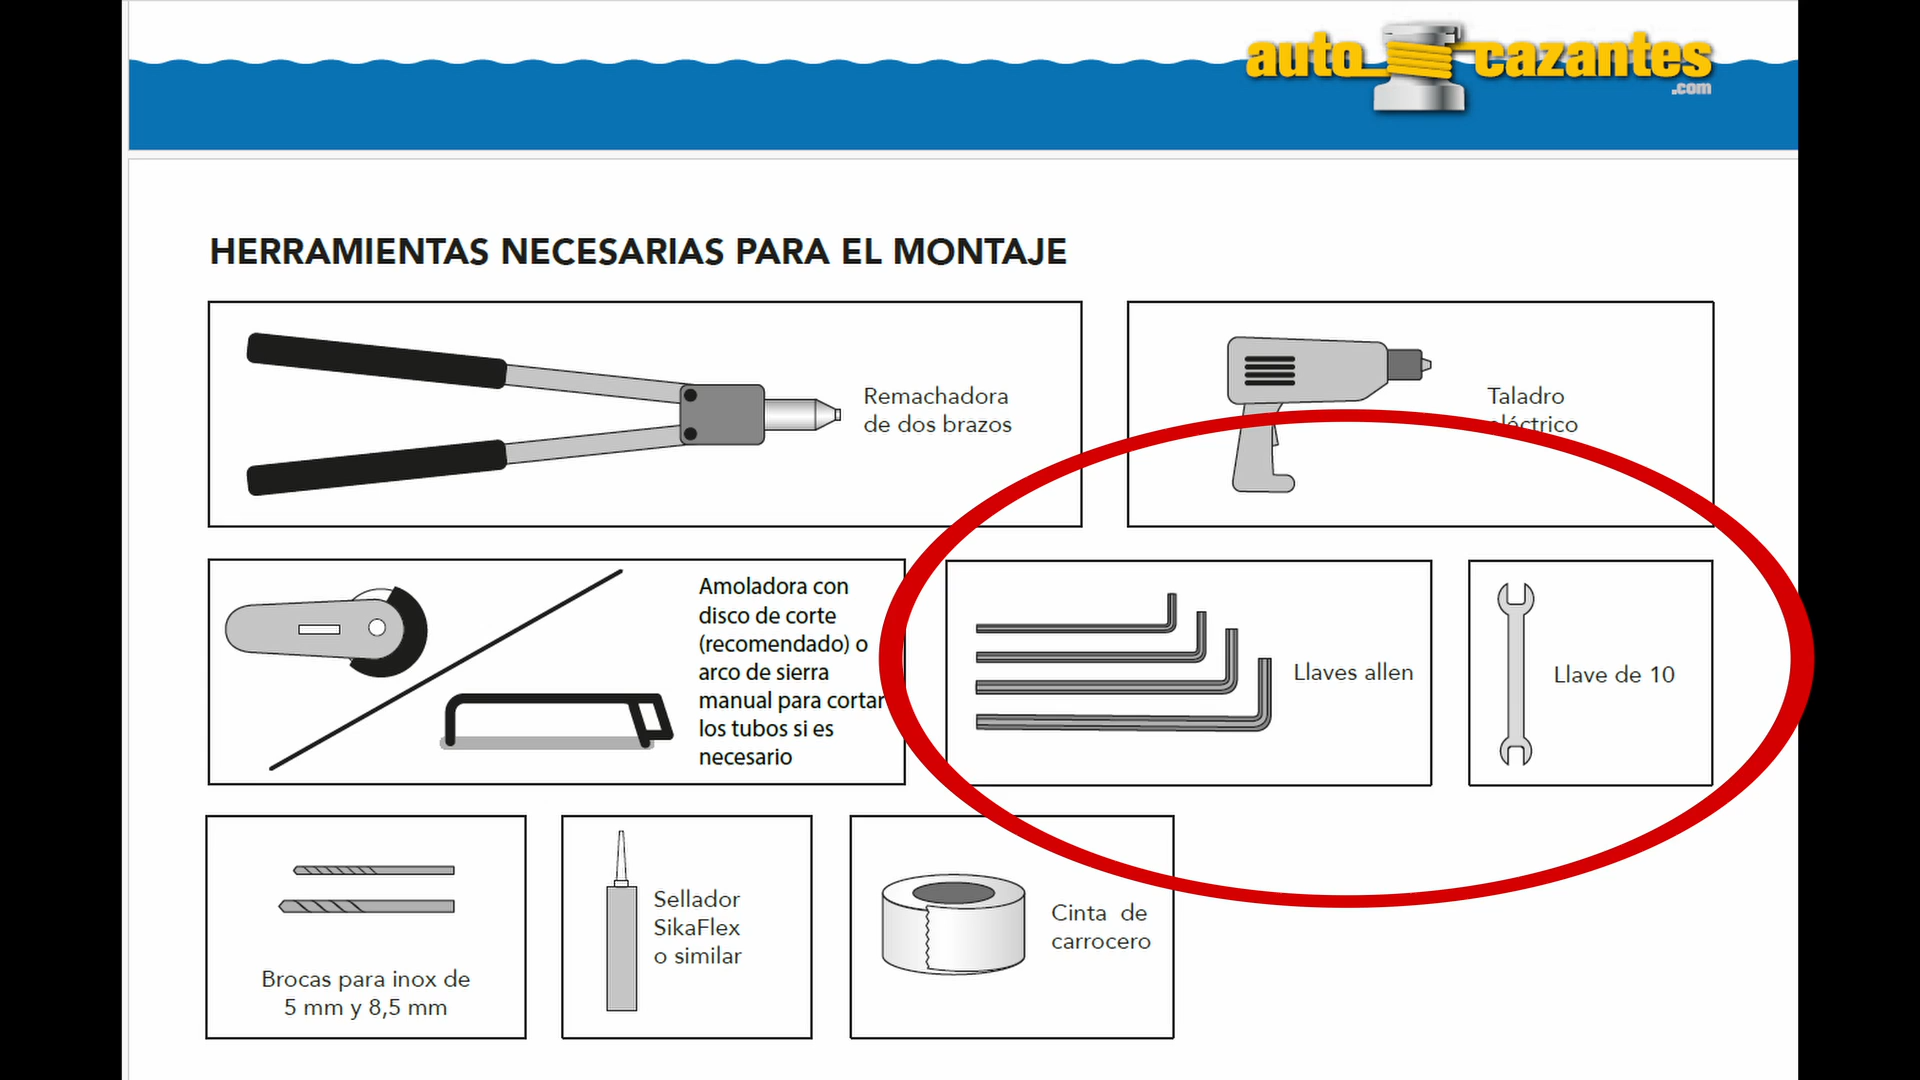 auto cazantes
.com
HERRAMIENTAS NECESARIAS PARA EL MONTAJE
Remachadora
de dos brazos
Taladro
eléctrico
Amoladora con
disco de corte
(recomendado) o
arco de sierra
manual para cortar
los tubos si es
necesario
Llaves allen
Llave de 10
Brocas para inox de
5 mm y 8,5 mm
Sellador
SikaFlex
o similar
Cinta de
carrocero